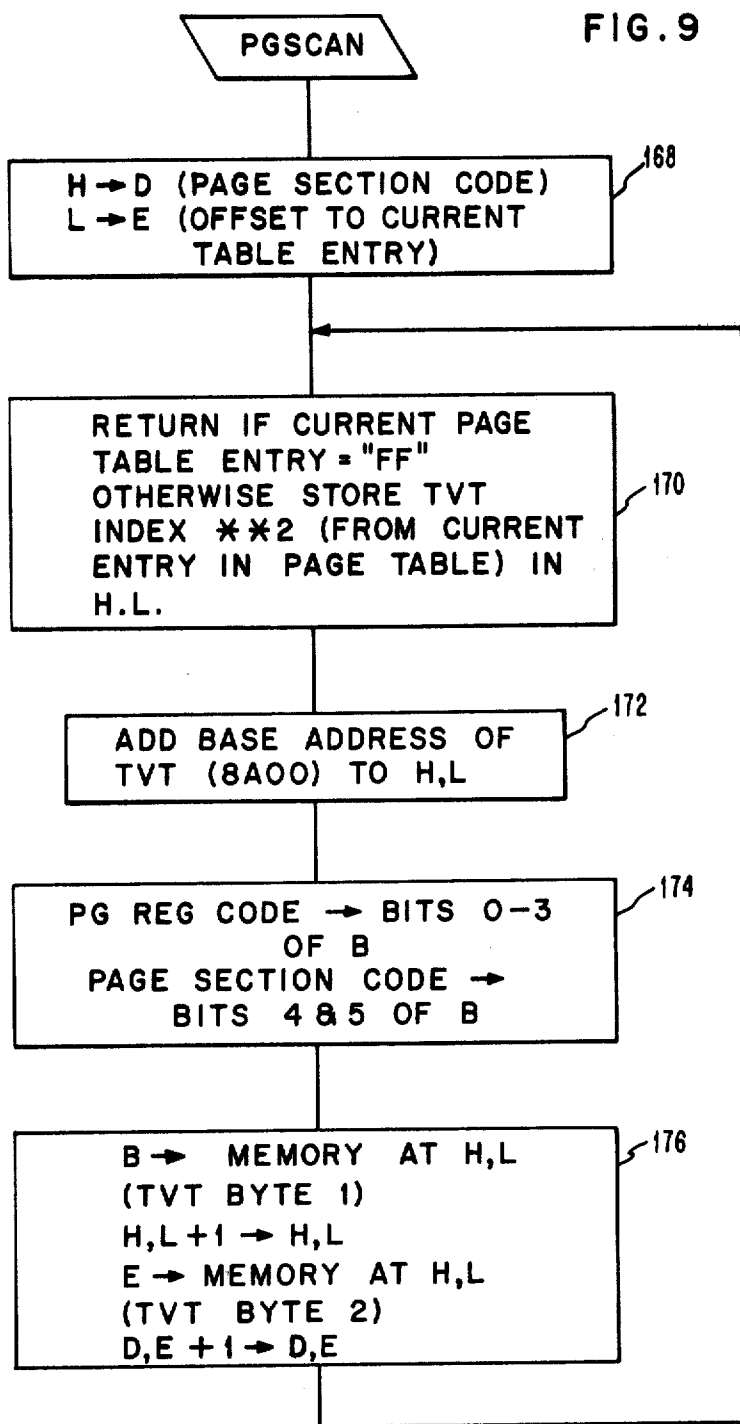 FIG. 9
PGSCAN
168
H → D (PAGE SECTION CODE)
L → E (OFFSET TO CURRENT
TABLE ENTRY)
RETURN IF CURRENT PAGE
TABLE ENTRY = "FF"
OTHERWISE STORE TVT
INDEX **2 (FROM CURRENT
ENTRY IN PAGE TABLE) IN
H.L.
170
172
ADD BASE ADDRESS OF
TVT (8A00) TO H,L
174
PG REG CODE → BITS 0-3
OF B
PAGE SECTION CODE →
BITS 4 & 5 OF B
176
B → MEMORY AT H,L
(TVT BYTE 1)
H,L + 1 → H,L
E → MEMORY AT H,L
(TVT BYTE 2)
D,E + 1 → D,E